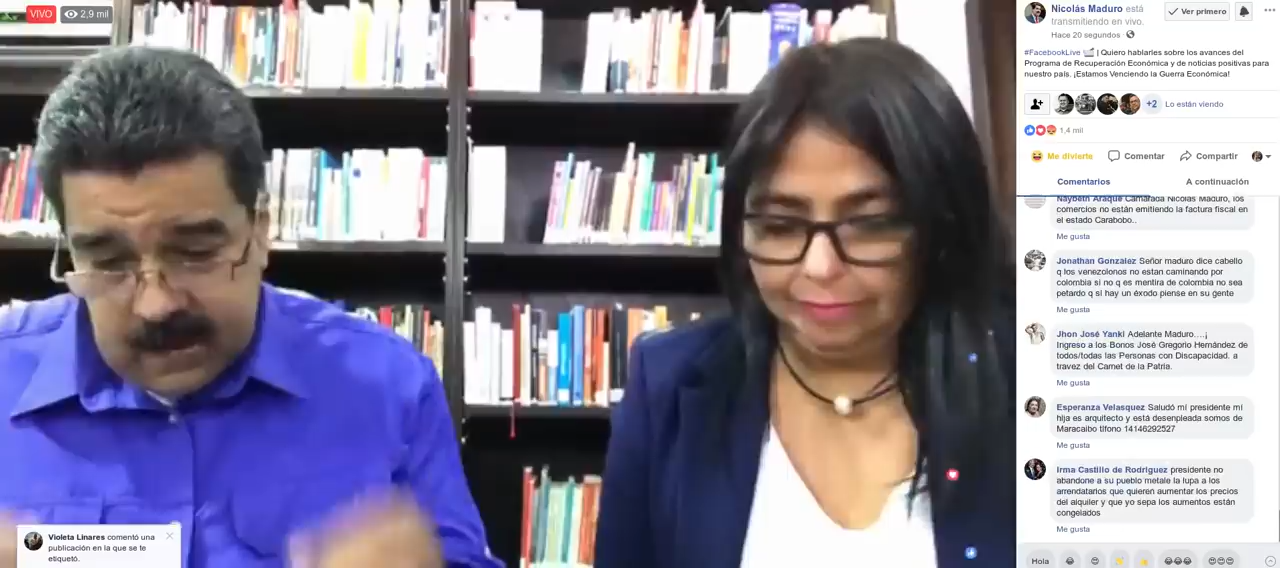 VIVO 2,9 mil
Nicolás Maduro está
transmitiendo en vivo.
Hace 20 segundos
Ver primero
#FacebookLive | Quiero hablarles sobre los avances del
Programa de Recuperación Económica y de noticias positivas para
nuestro país. ¡Estamos Venciendo la Guerra Económica!
+2 Lo están viendo
1,4 mil
Me divierte Comentar Compartir
Comentarios A continuación
Naybeth Araque Camarada Nicolas Maduro, los
comercios no están emitiendo la factura fiscal en
el estado Carabobo..
Me gusta
Jonathan Gonzalez Señor maduro dice cabello
q los venezolonos no estan caminando por
colombia si no q es mentira de colombia no sea
petardo q si hay un éxodo piense en su gente
Me gusta
Jhon José Yanki Adelante Maduro....¡
Ingreso a los Bonos José Gregorio Hernández de
todos/todas las Personas con Discapacidad. a
travez del Carnet de la Patria.
Me gusta
Esperanza Velasquez Saludó mí presidente mí
hija es arquitecto y está desenpleada somos de
Maracaibo tlfono 14146292527
Me gusta
Irma Castillo de Rodriguez presidente no
abandone a su pueblo metale la lupa a los
arrendatarios que quieren aumentar los precios
del alquiler y que yo sepa los aumentos están
congelados
Me gusta
Hola
Violeta Linares comentó una
publicación en la que se te
etiquetó.